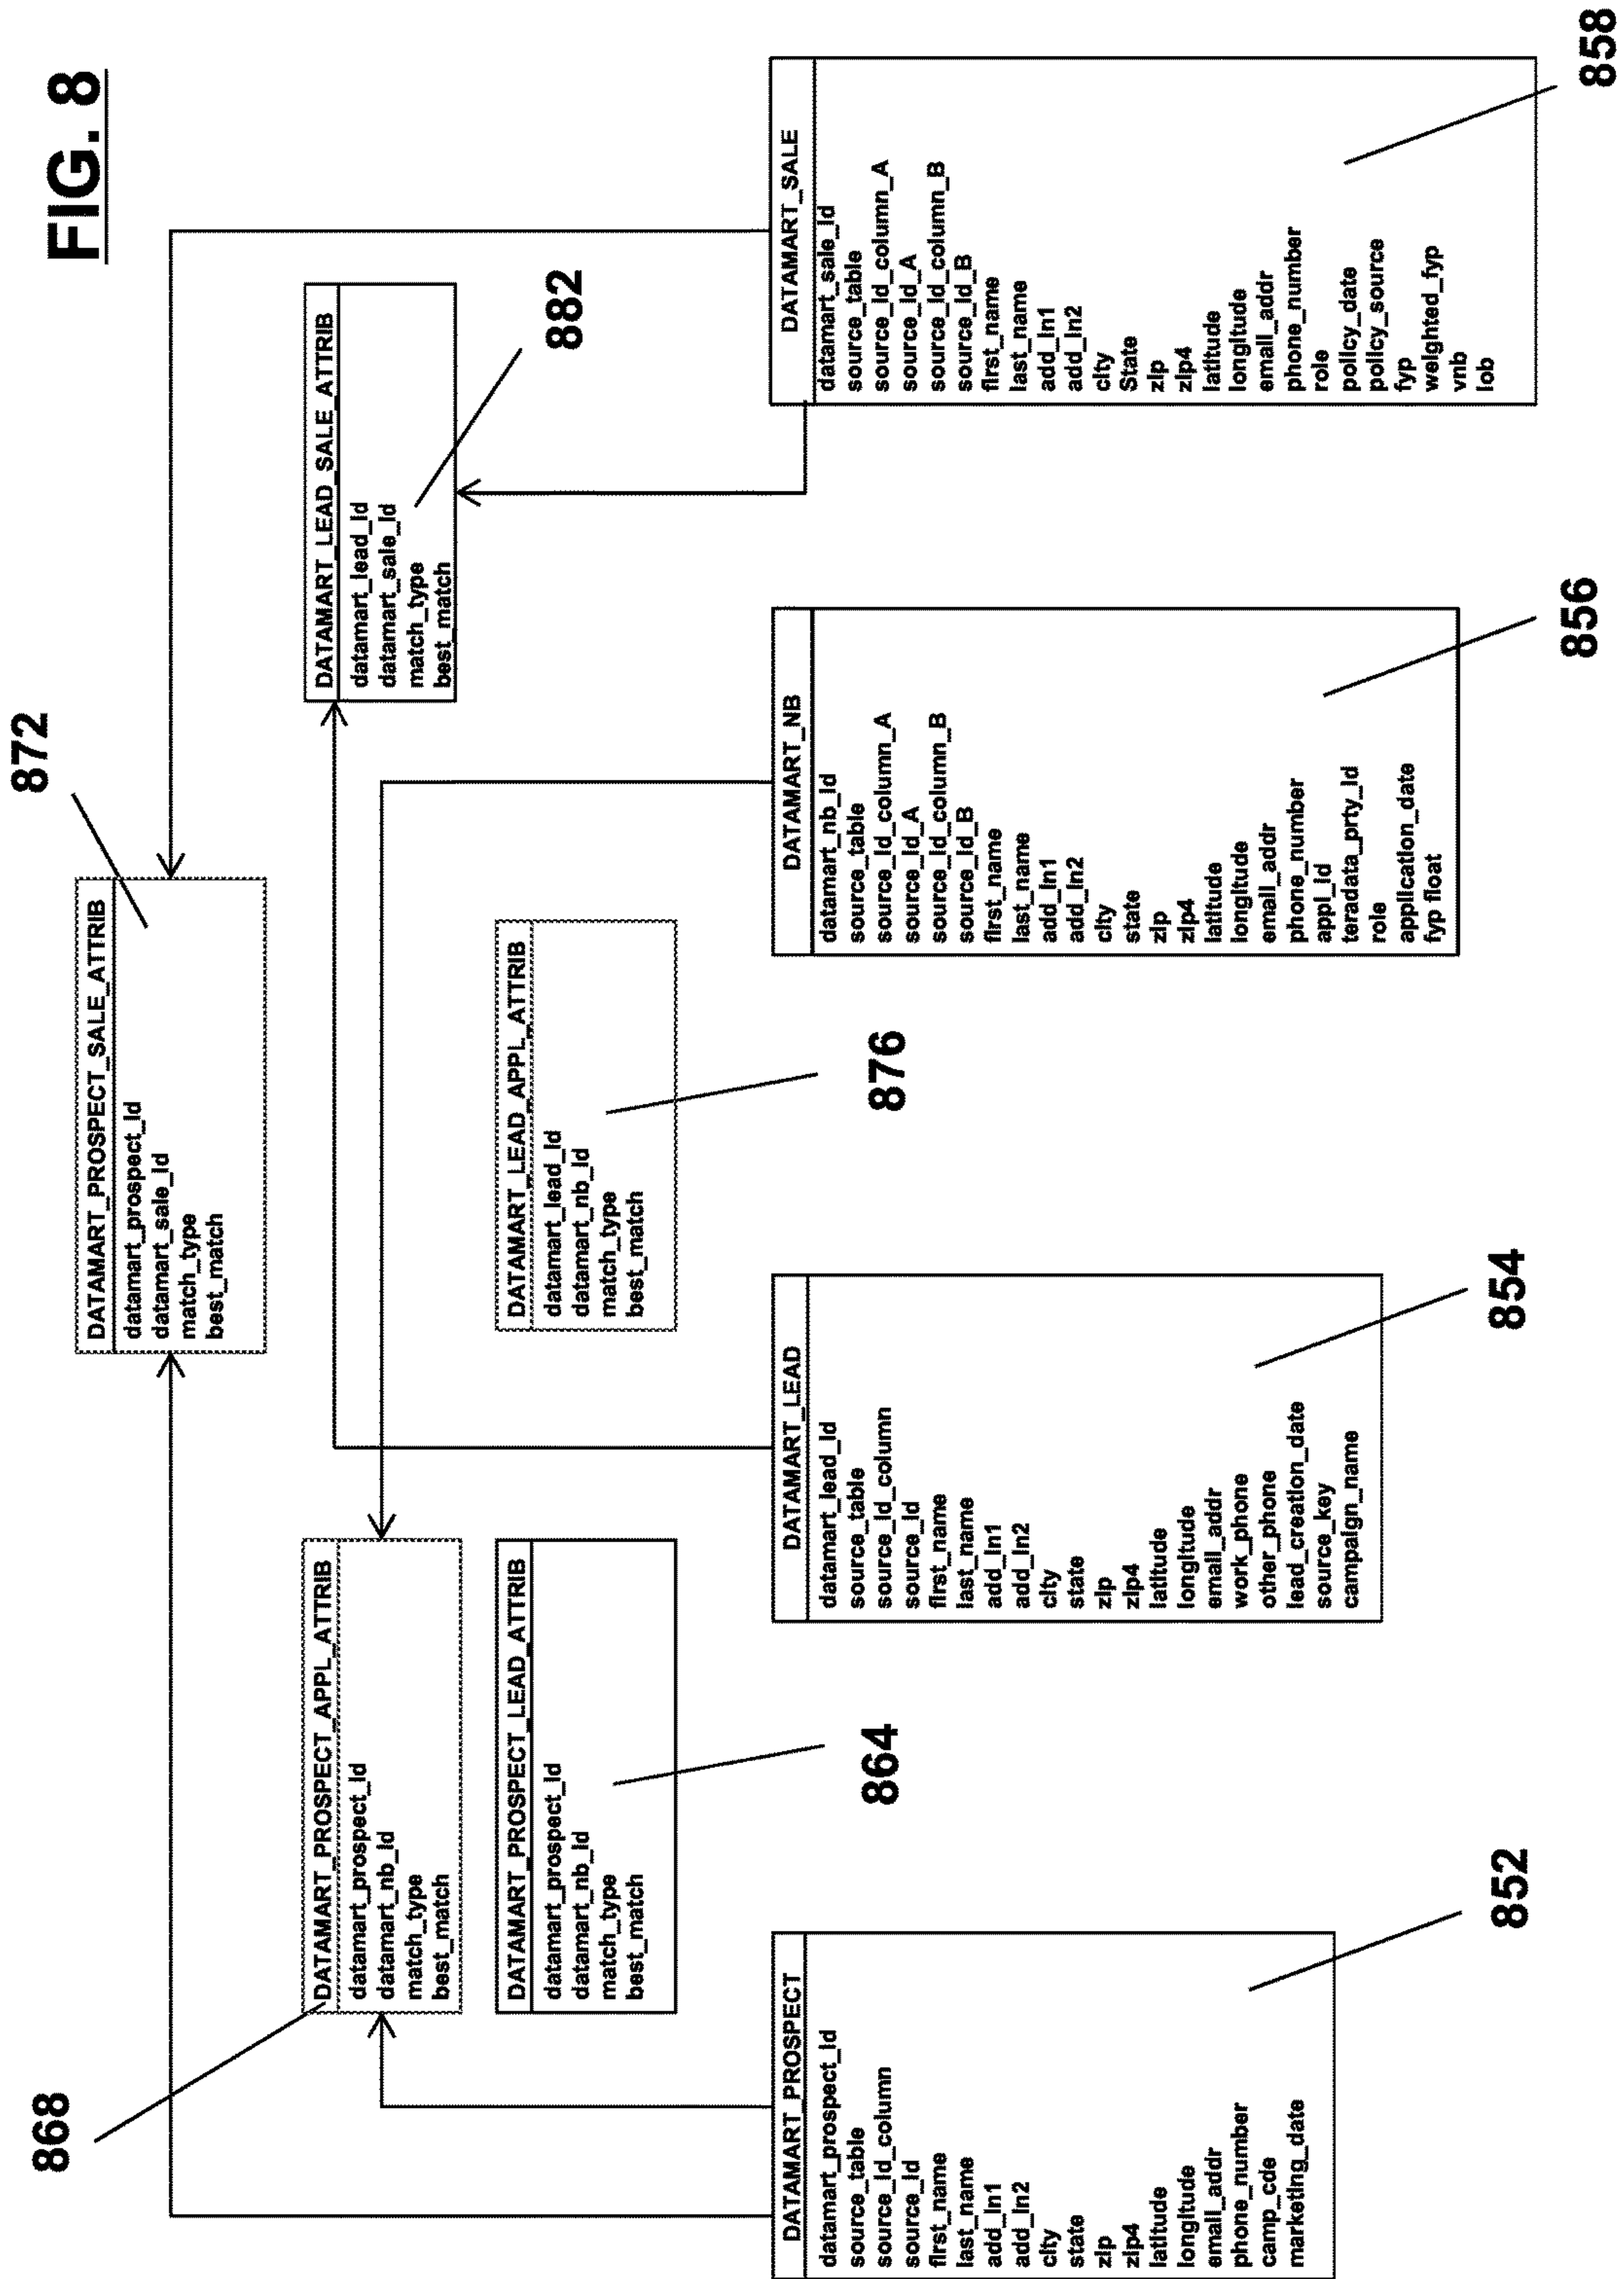 FIG. 8
872
DATAMART_PROSPECT_SALE_ATTRIB
datamart_prospect_id
datamart_sale_id
match_type
best_match
868
DATAMART_PROSPECT_APPL_ATTRIB
datamart_prospect_id
datamart_nb_id
match_type
best_match
DATAMART_LEAD_SALE_ATTRIB
datamart_lead_id
datamart_sale_id
match_type
best_match
882
DATAMART_PROSPECT_LEAD_ATTRIB
datamart_prospect_id
datamart_nb_id
match_type
best_match
864
DATAMART_LEAD_APPL_ATTRIB
datamart_lead_id
datamart_nb_id
match_type
best_match
876
DATAMART_PROSPECT
datamart_prospect_id
source_table
source_id_column
source_id
first_name
last_name
add_ln1
add_ln2
city
state
zip
zip4
latitude
longitude
email_addr
phone_number
camp_cde
marketing_date
852
DATAMART_LEAD
datamart_lead_id
source_table
source_id_column
source_id
first_name
last_name
add_ln1
add_ln2
city
state
zip
zip4
latitude
longitude
email_addr
work_phone
other_phone
lead_creation_date
source_key
campaign_name
854
DATAMART_NB
datamart_nb_id
source_table
source_id_column_A
source_id_A
source_id_column_B
source_id_B
first_name
last_name
add_ln1
add_ln2
city
state
zip
zip4
latitude
longitude
email_addr
phone_number
appl_id
teradata_prty_id
role
application_date
fyp float
856
DATAMART_SALE
datamart_sale_id
source_table
source_id_column_A
source_id_A
source_id_column_B
source_id_B
first_name
last_name
add_ln1
add_ln2
city
State
zip
zip4
latitude
longitude
email_addr
phone_number
role
policy_date
policy_source
fyp
weighted_fyp
vnb
lob
858